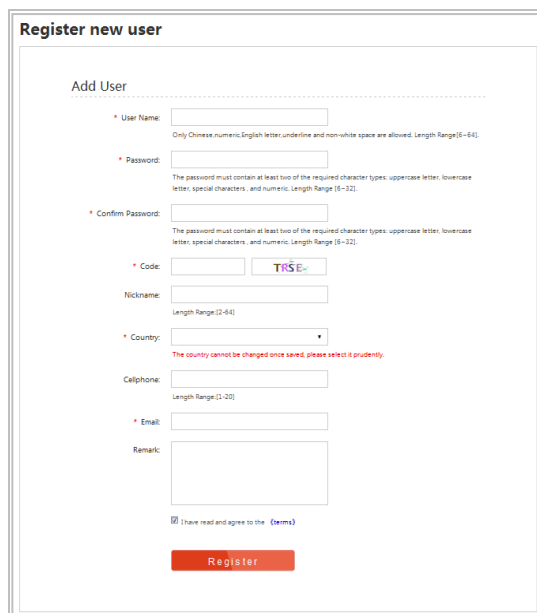 Register new user
Add User
* User Name:
Only Chinese,numeric,English letter,underline and non-white space are allowed. Length Range[6~64].
* Password:
The password must contain at least two of the required character types: uppercase letter, lowercase
letter, special characters , and numeric. Length Range [6~32].
* Confirm Password:
The password must contain at least two of the required character types: uppercase letter, lowercase
letter, special characters , and numeric. Length Range [6~32].
* Code:
TRSE
Nickname:
Length Range:[2-64]
* Country:
The country cannot be changed once saved, please select it prudently.
Cellphone:
Length Range:[1-20]
* Email:
Remark:
I have read and agree to the {terms}
Register